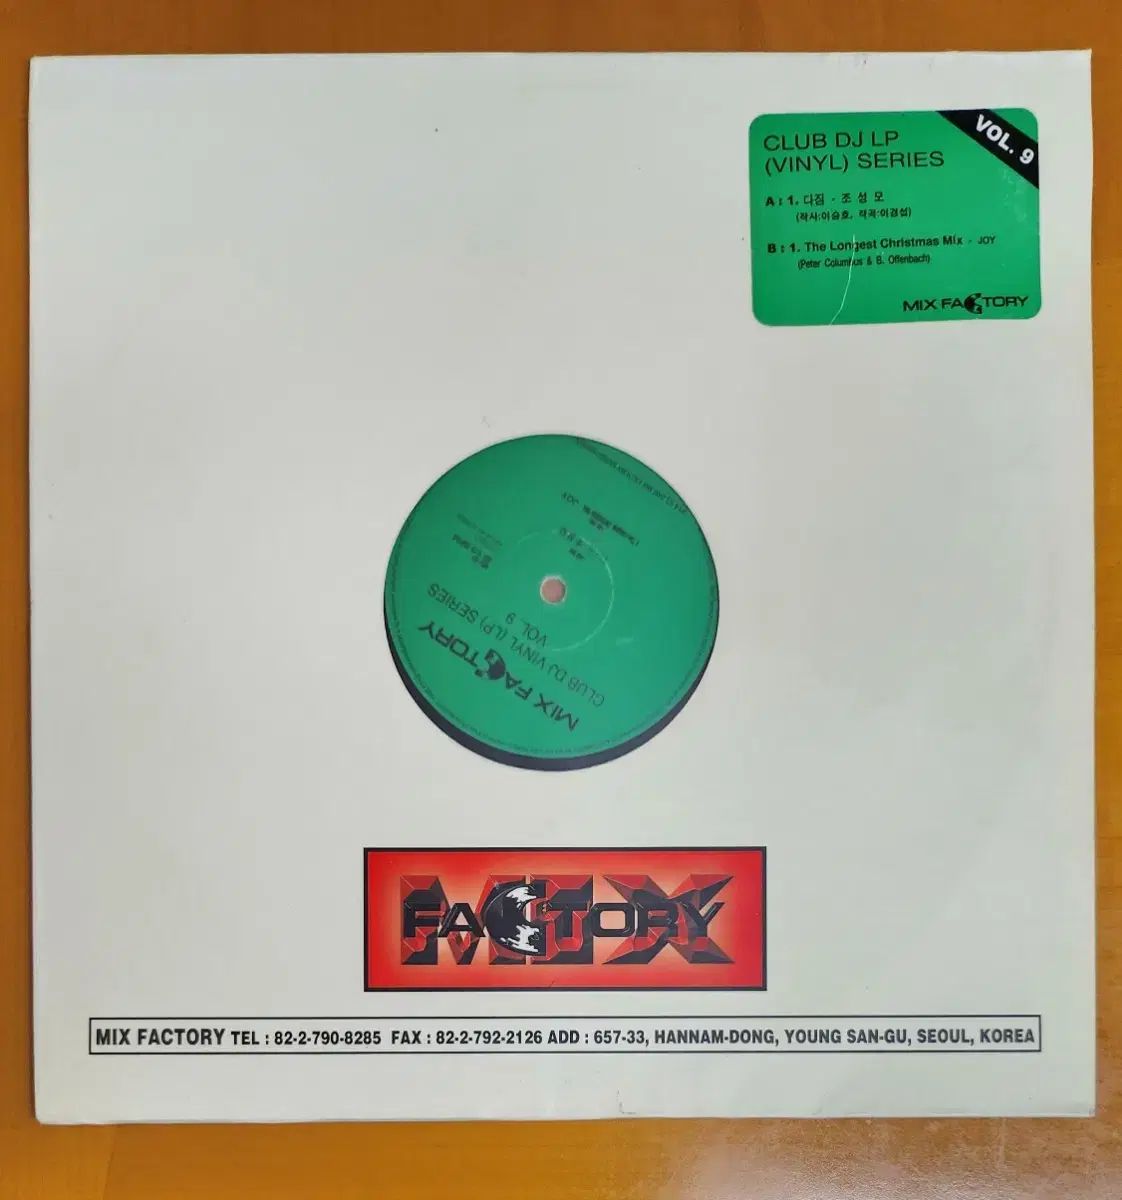 CLUB DJ LP
(VINYL) SERIES
VOL. 9
A : 1. 다짐 - 조 성 모
(작사:이승호, 작곡:이경섭)
B : 1. The Longest Christmas Mix - JOY
(Peter Columbus & B. Offenbach)
MIX FACTORY
MIX FACTORY
CLUB DJ VINYL (LP) SERIES
VOL. 9
JOY
MIX
FACTORY
MIX FACTORY TEL : 82-2-790-8285 FAX : 82-2-792-2126 ADD : 657-33, HANNAM-DONG, YOUNG SAN-GU, SEOUL, KOREA